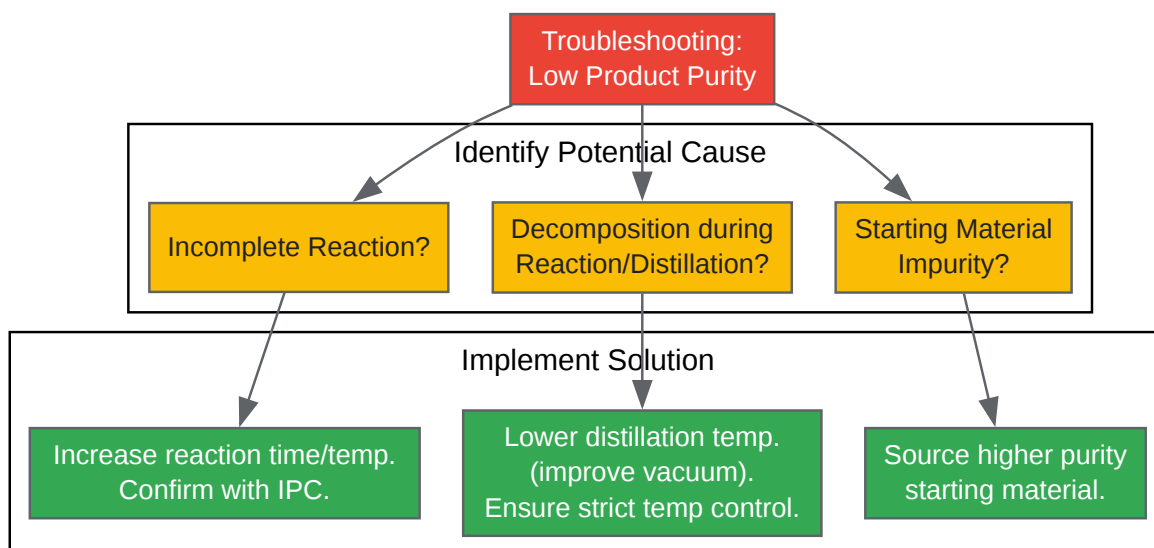 Troubleshooting:
Low Product Purity
Identify Potential Cause
Incomplete Reaction?
Decomposition during
Reaction/Distillation?
Starting Material
Impurity?
Implement Solution
Increase reaction time/temp.
Confirm with IPC.
Lower distillation temp.
(improve vacuum).
Ensure strict temp control.
Source higher purity
starting material.